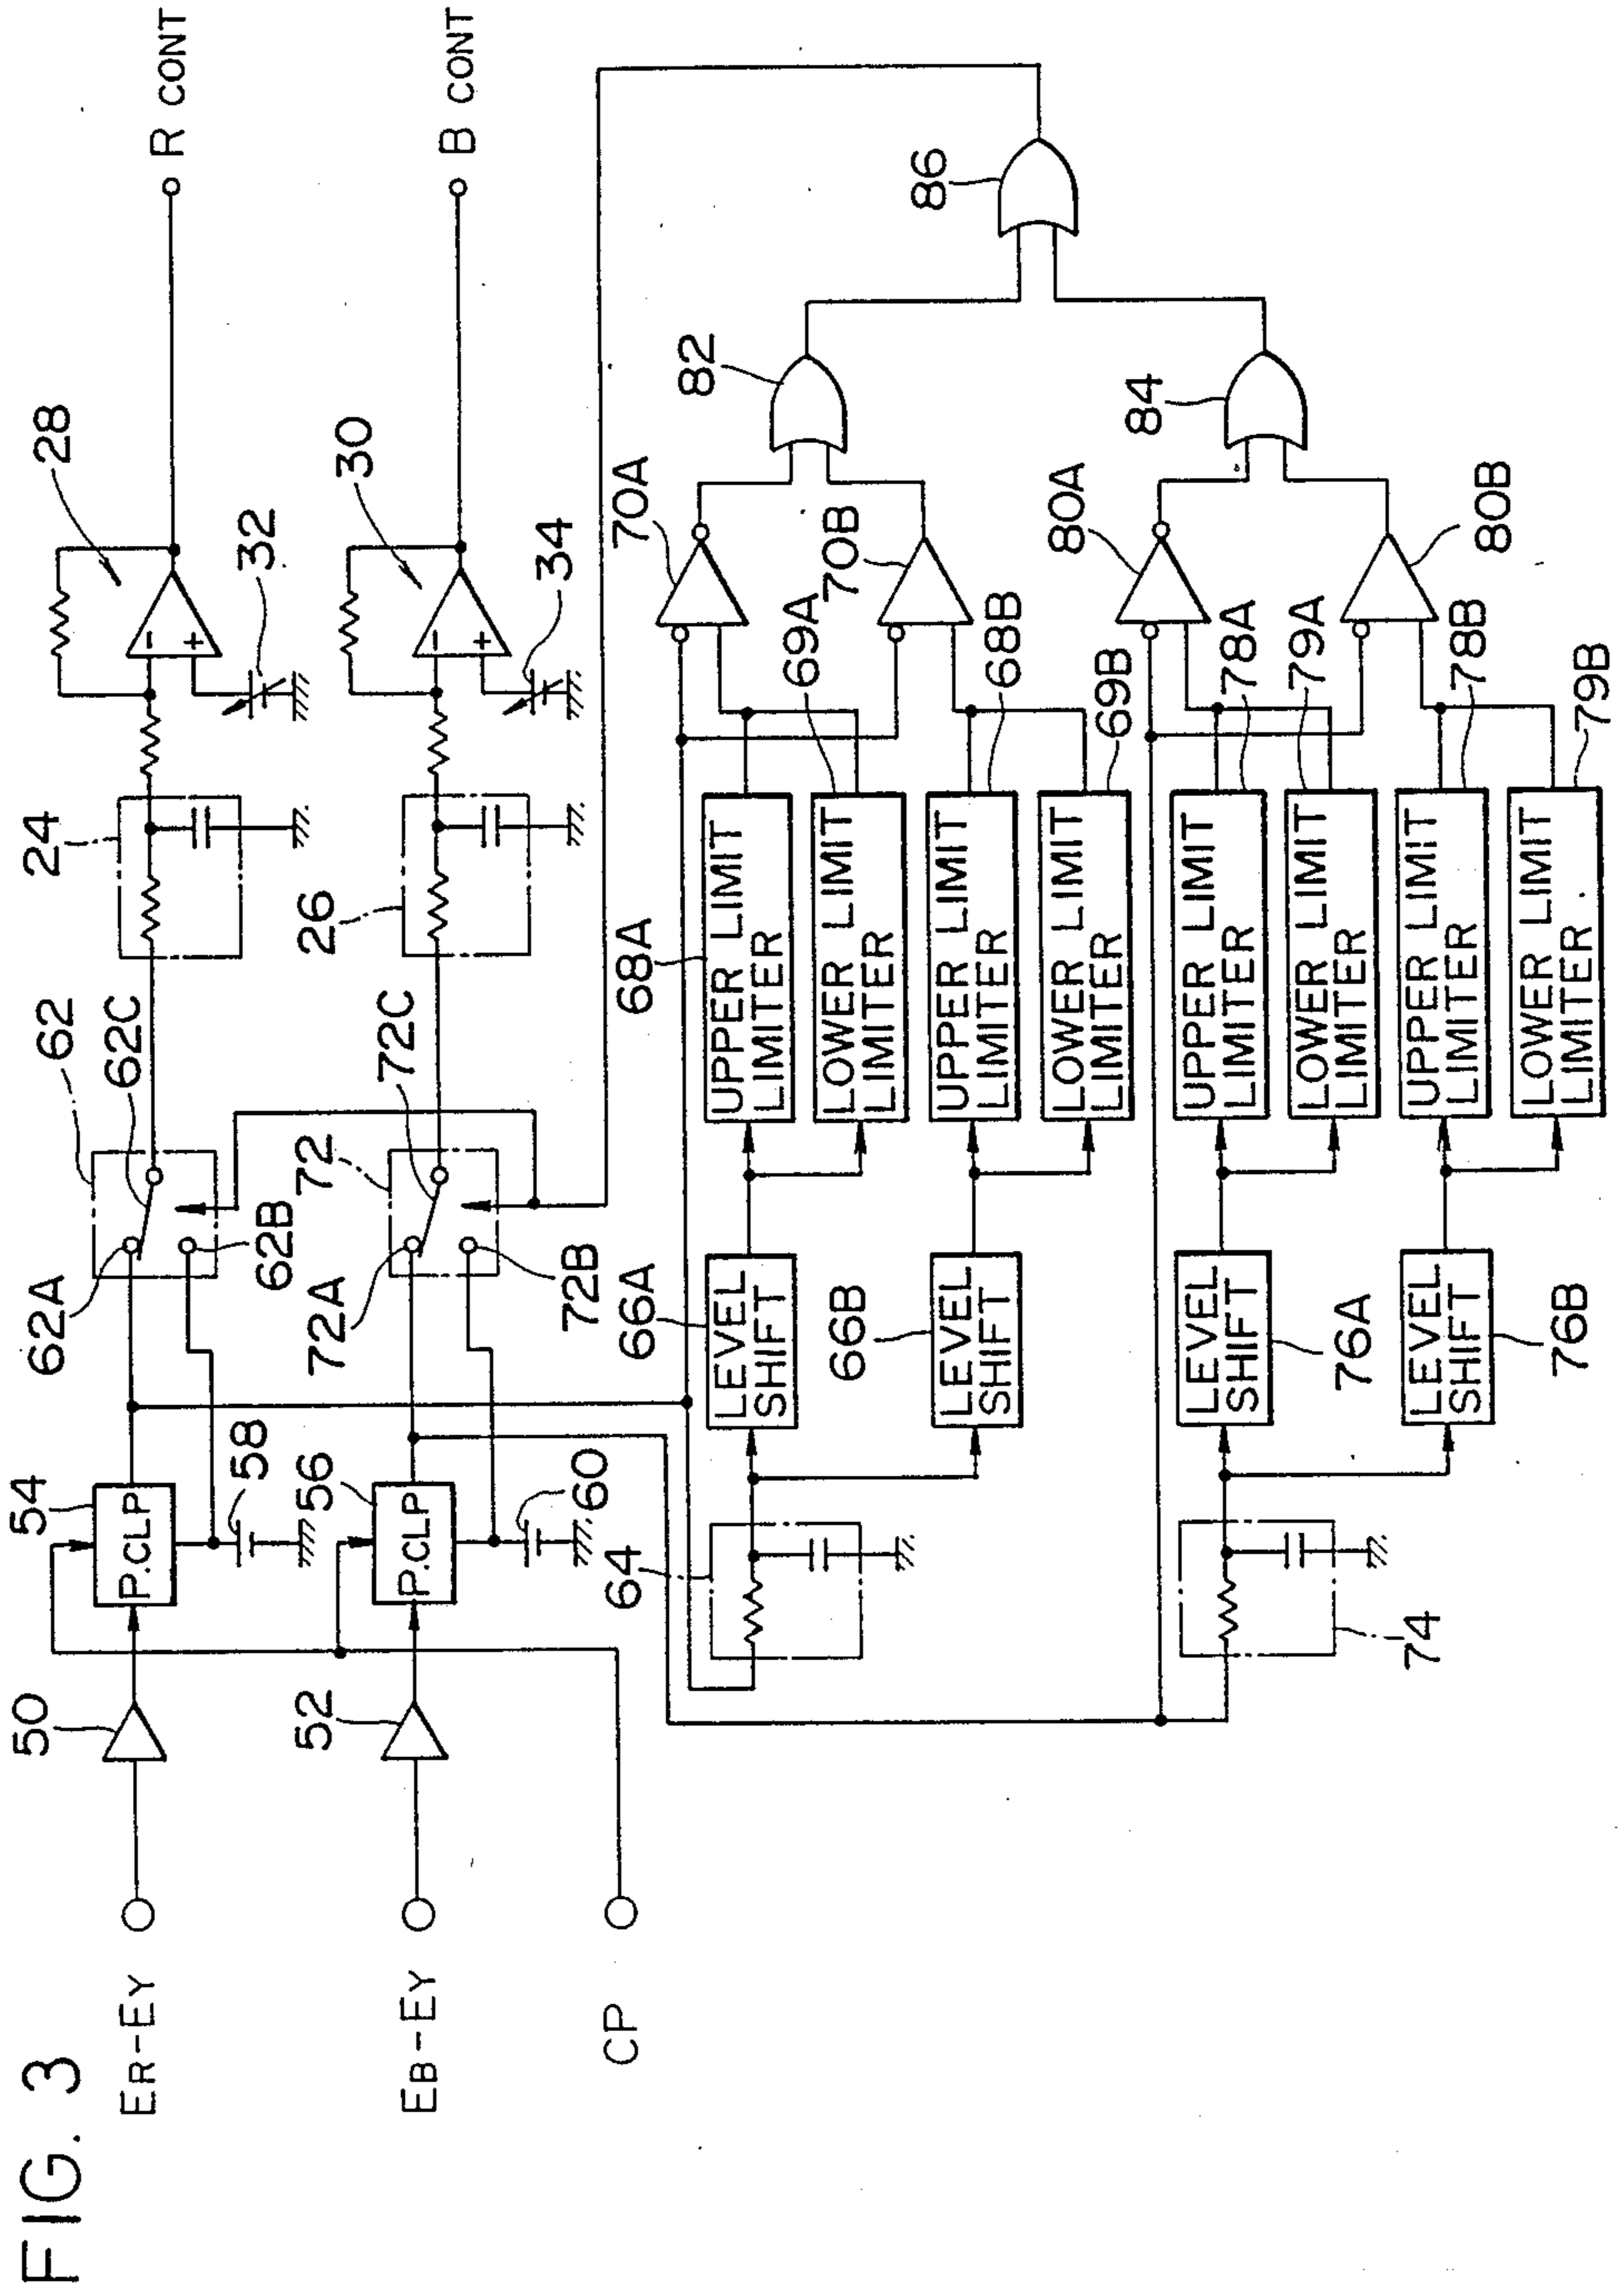 FIG. 3
ER-EY
50
54
P.CLP
58
62A
62
62C
62B
24
28
32
R CONT
EB-EY
52
56
P.CLP
60
72A
72
72C
72B
26
30
34
B CONT
CP
64
66A
LEVEL
SHIFT
68A
UPPER LIMIT
LIMITER
69A
LOWER LIMIT
LIMITER
70A
66B
LEVEL
SHIFT
68B
UPPER LIMIT
LIMITER
69B
LOWER LIMIT
LIMITER
70B
82
86
74
76A
LEVEL
SHIFT
78A
UPPER LIMIT
LIMITER
79A
LOWER LIMIT
LIMITER
80A
84
76B
LEVEL
SHIFT
78B
UPPER LIMIT
LIMITER
79B
LOWER LIMIT
LIMITER
80B